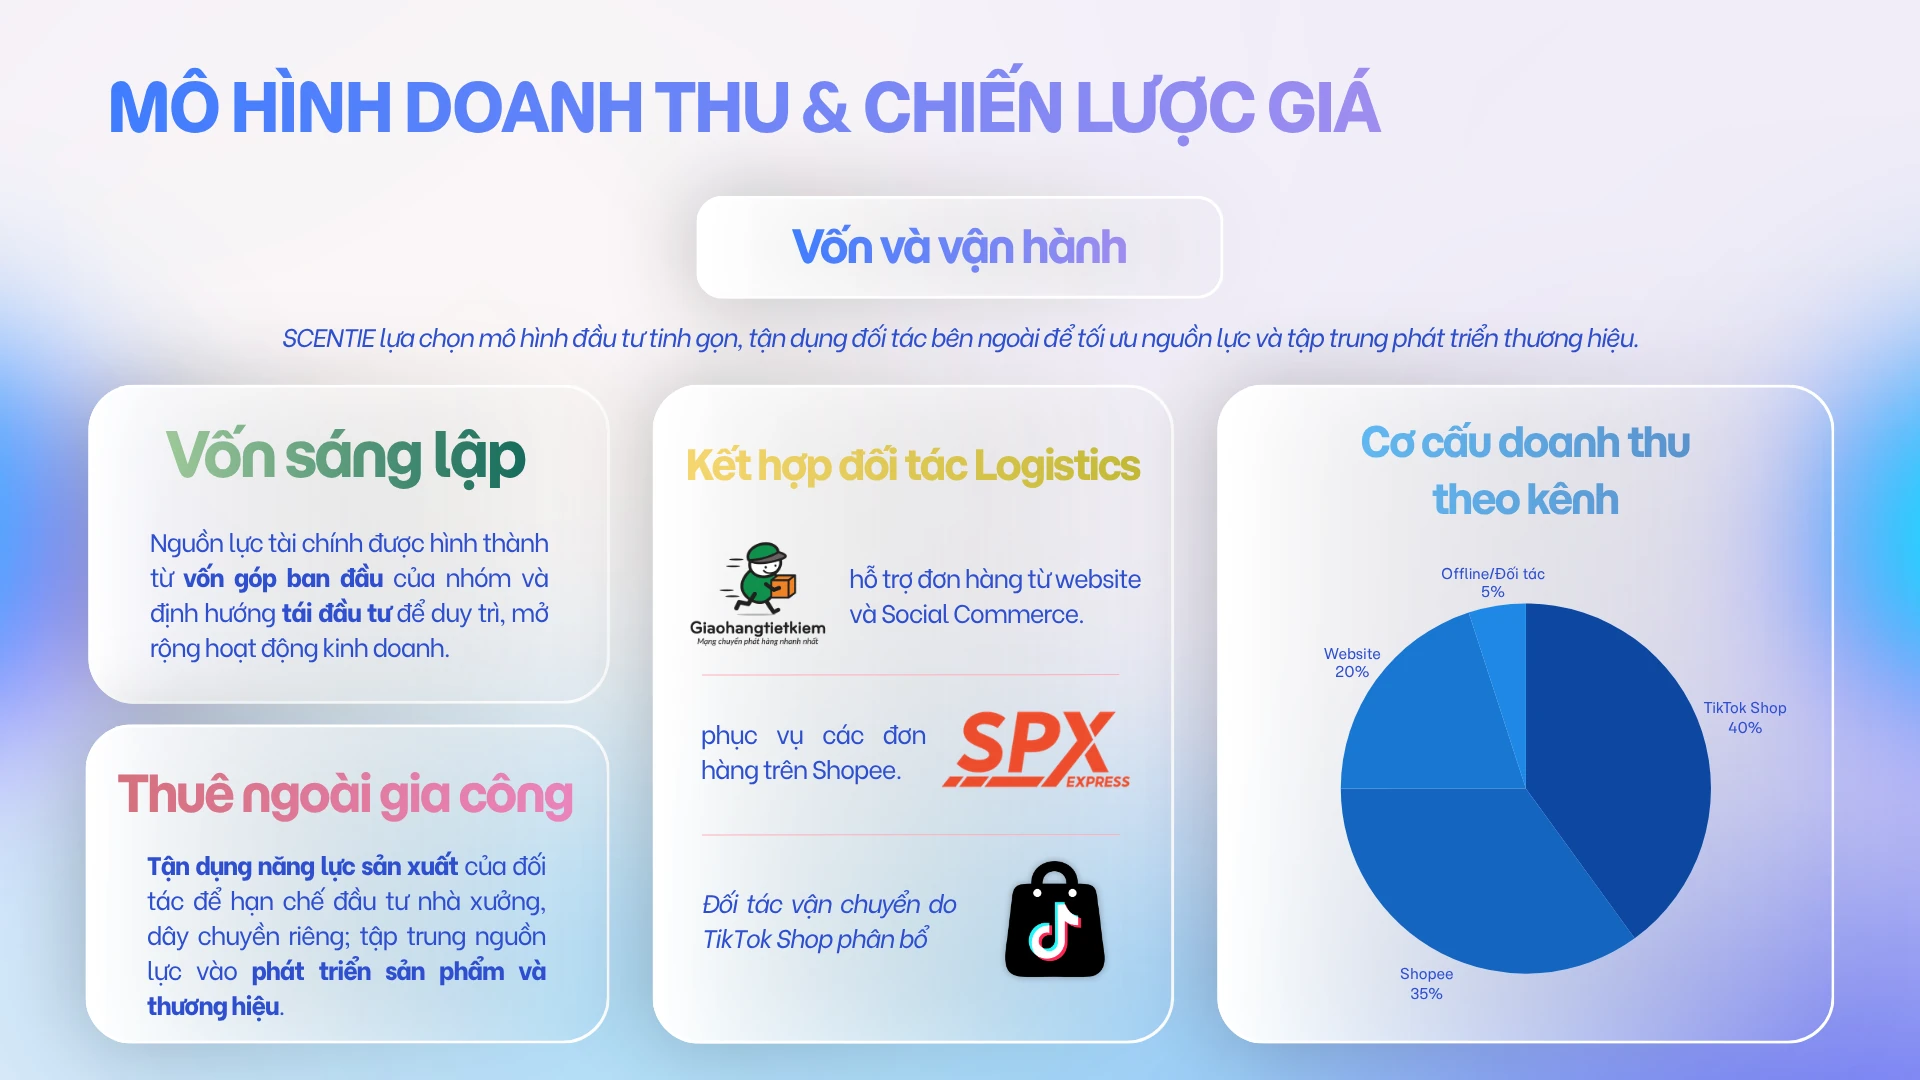 MÔ HÌNH DOANH THU & CHIẾN LƯỢC GIÁ
Vốn và vận hành
SCENTIE lựa chọn mô hình đầu tư tinh gọn, tận dụng đối tác bên ngoài để tối ưu nguồn lực và tập trung phát triển thương hiệu.
Vốn sáng lập
Nguồn lực tài chính được hình thành
từ vốn góp ban đầu của nhóm và
định hướng tái đầu tư để duy trì, mở
rộng hoạt động kinh doanh.
Thuê ngoài gia công
Tận dụng năng lực sản xuất của đối
tác để hạn chế đầu tư nhà xưởng,
dây chuyền riêng; tập trung nguồn
lực vào phát triển sản phẩm và
thương hiệu.
Kết hợp đối tác Logistics
Giaohangtietkiem
Mạng chuyển phát hàng nhanh nhất
hỗ trợ đơn hàng từ website
và Social Commerce.
phục vụ các đơn
hàng trên Shopee.
SPX
EXPRESS
Đối tác vận chuyển do
TikTok Shop phân bổ
Cơ cấu doanh thu
theo kênh
Offline/Đối tác
5%
Website
20%
TikTok Shop
40%
Shopee
35%